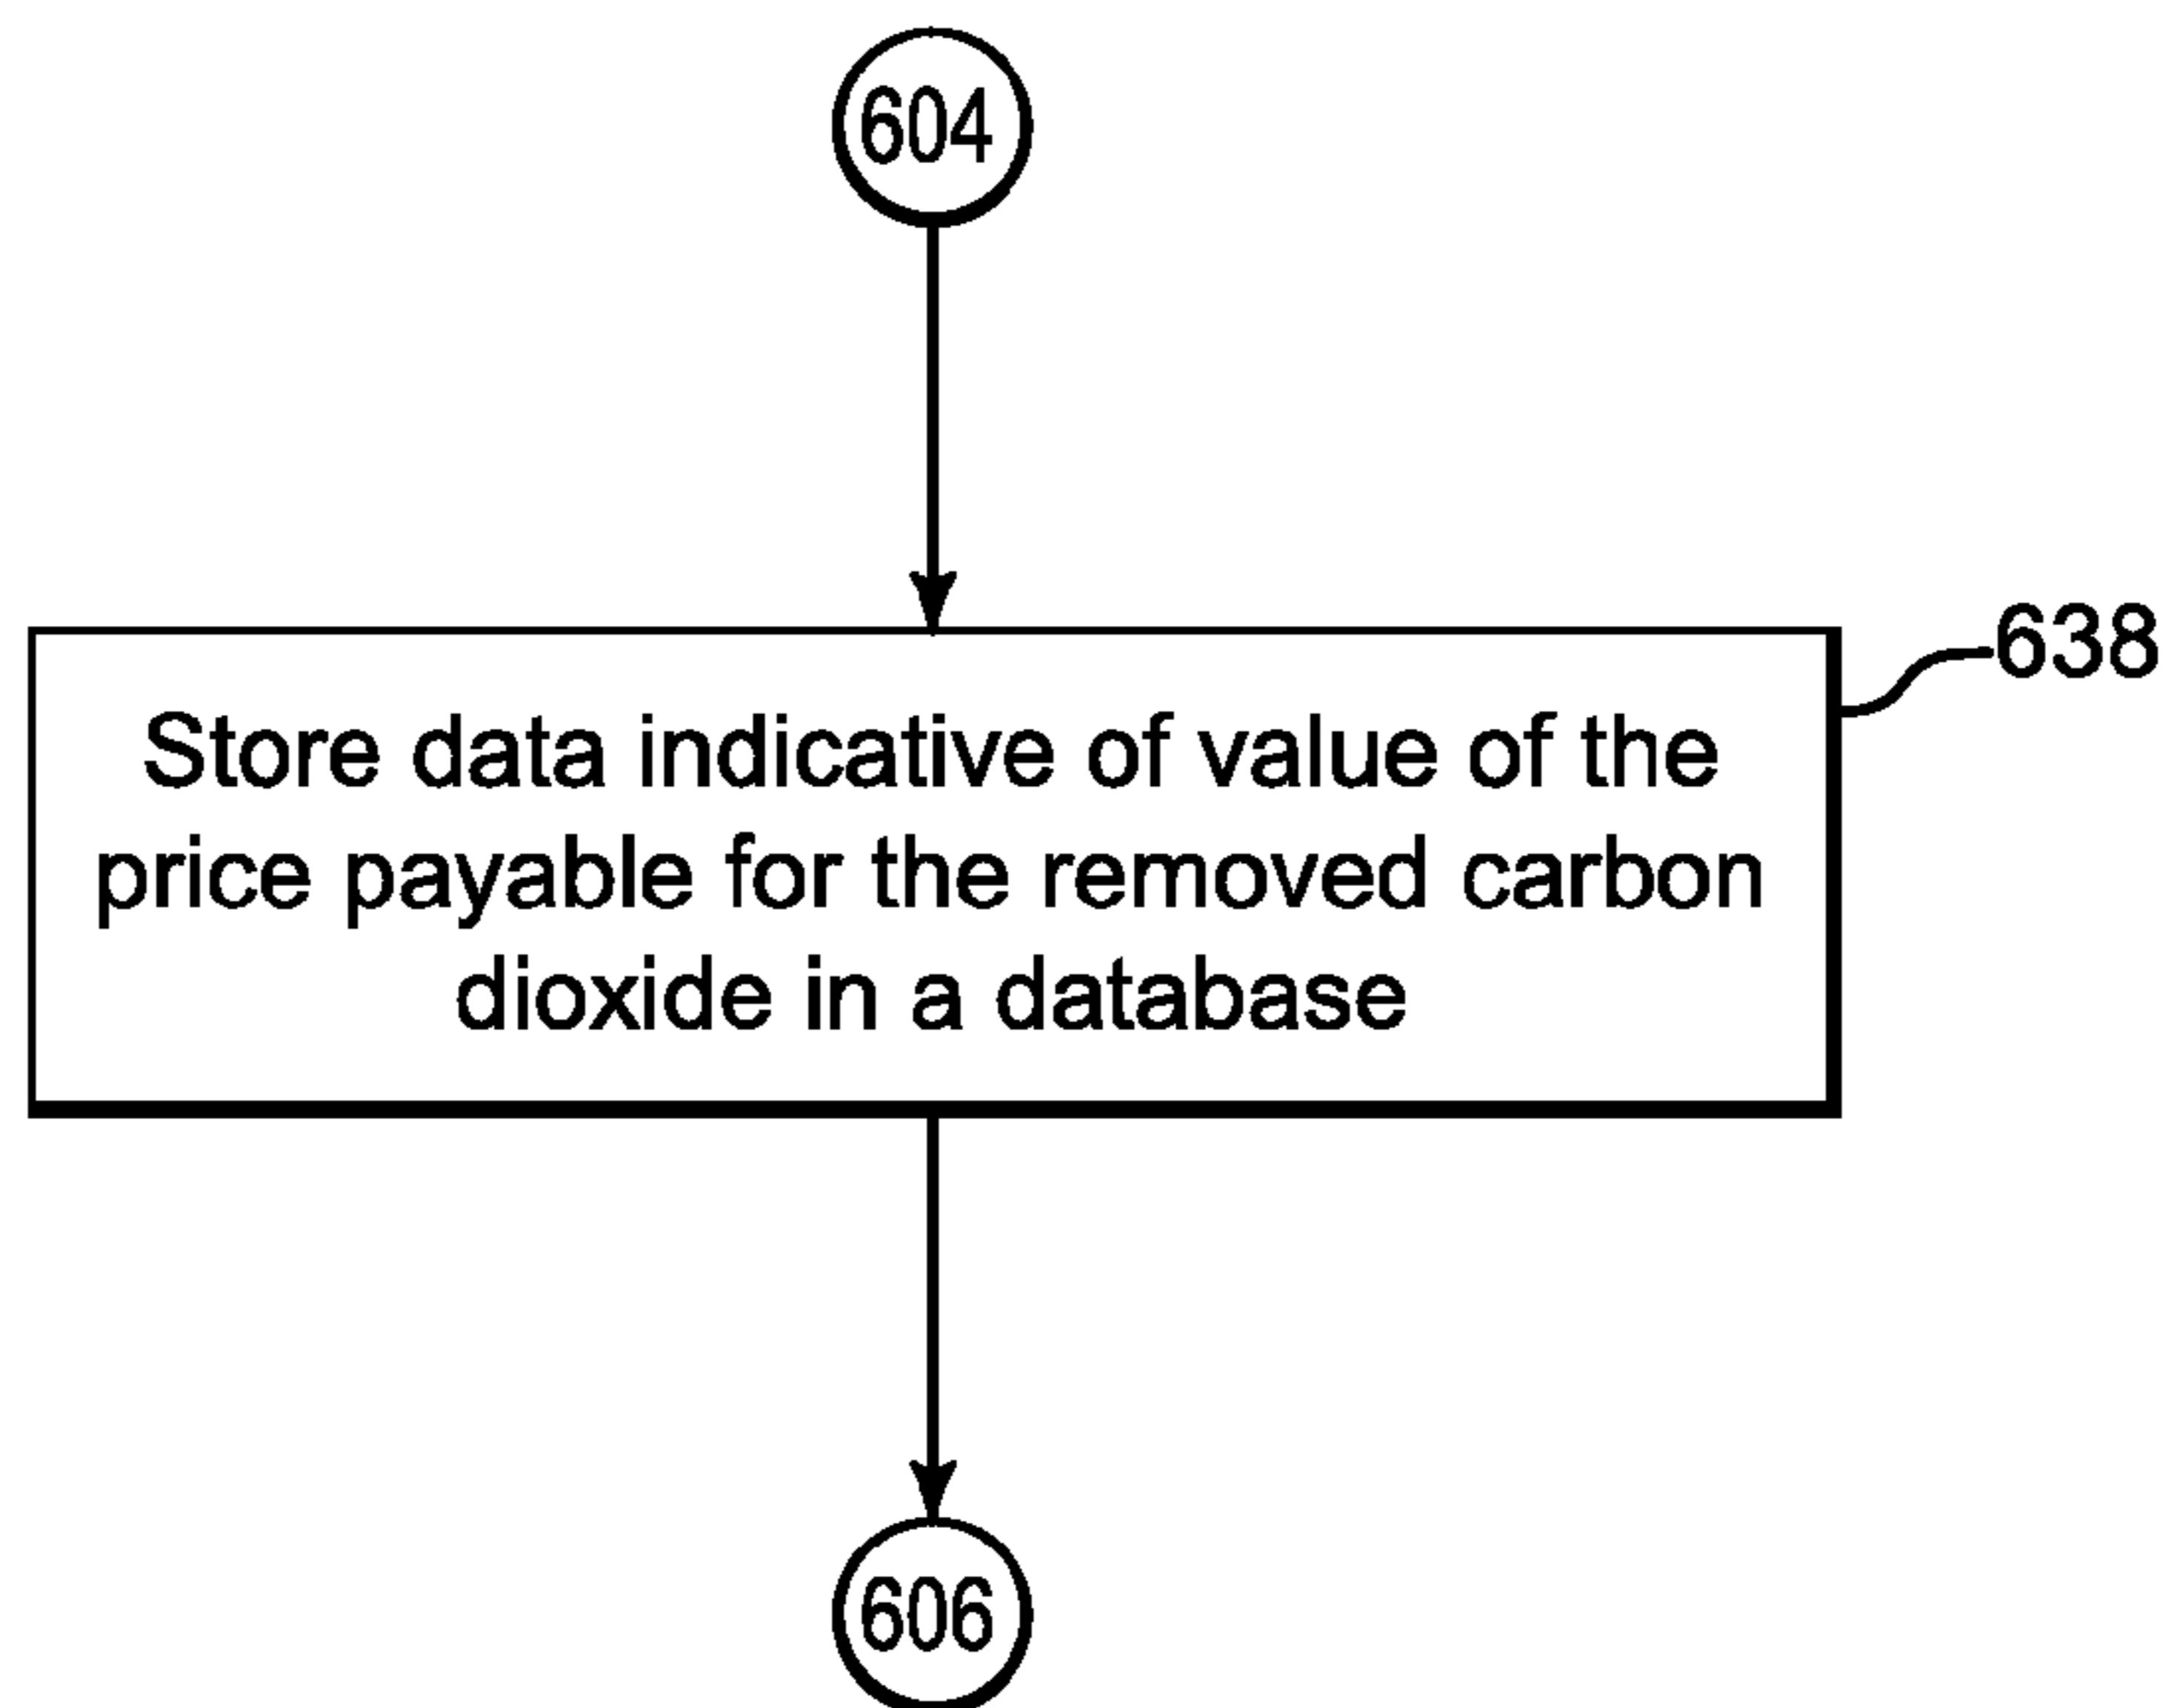 604
638
Store data indicative of value of the
price payable for the removed carbon
dioxide in a database
606